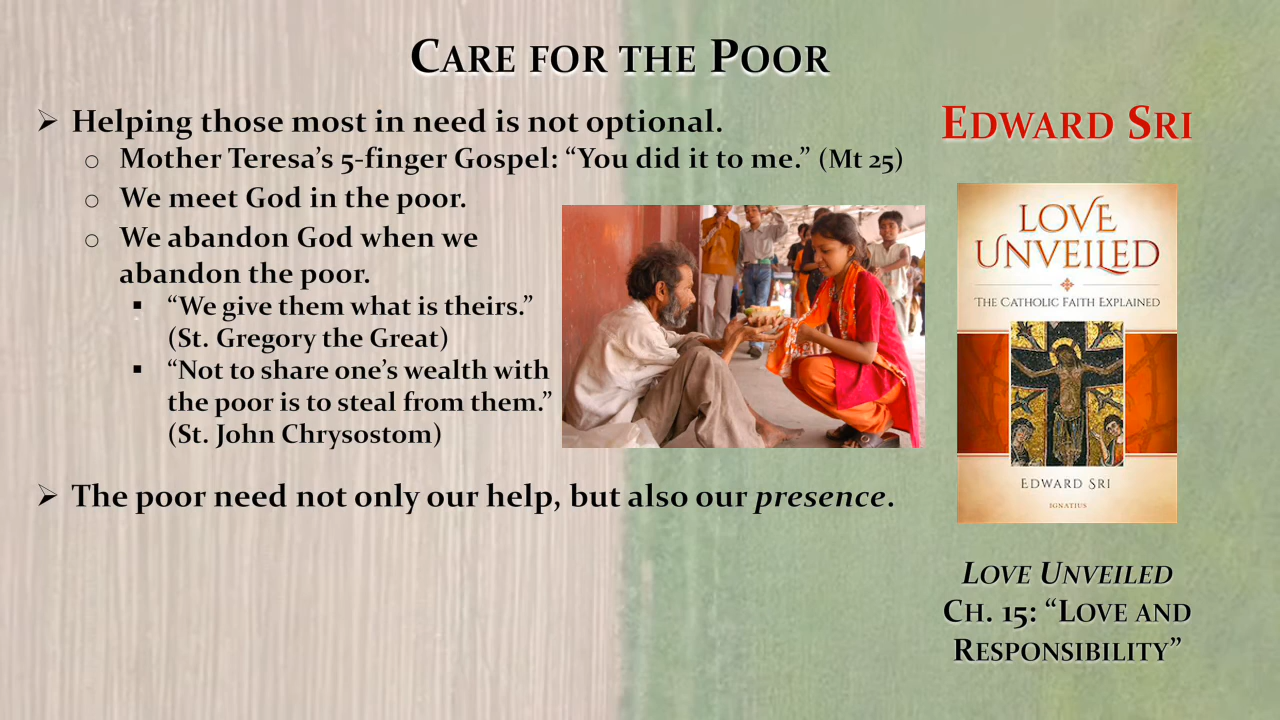 CARE FOR THE POOR
➢ Helping those most in need is not optional.
o Mother Teresa’s 5-finger Gospel: “You did it to me.” (Mt 25)
o We meet God in the poor.
o We abandon God when we
abandon the poor.
▪ “We give them what is theirs.”
(St. Gregory the Great)
▪ “Not to share one’s wealth with
the poor is to steal from them.”
(St. John Chrysostom)
➢ The poor need not only our help, but also our presence.
EDWARD SRI
LOVE
UNVEILED
THE CATHOLIC FAITH EXPLAINED
EDWARD SRI
IGNATIUS
LOVE UNVEILED
CH. 15: “LOVE AND
RESPONSIBILITY”